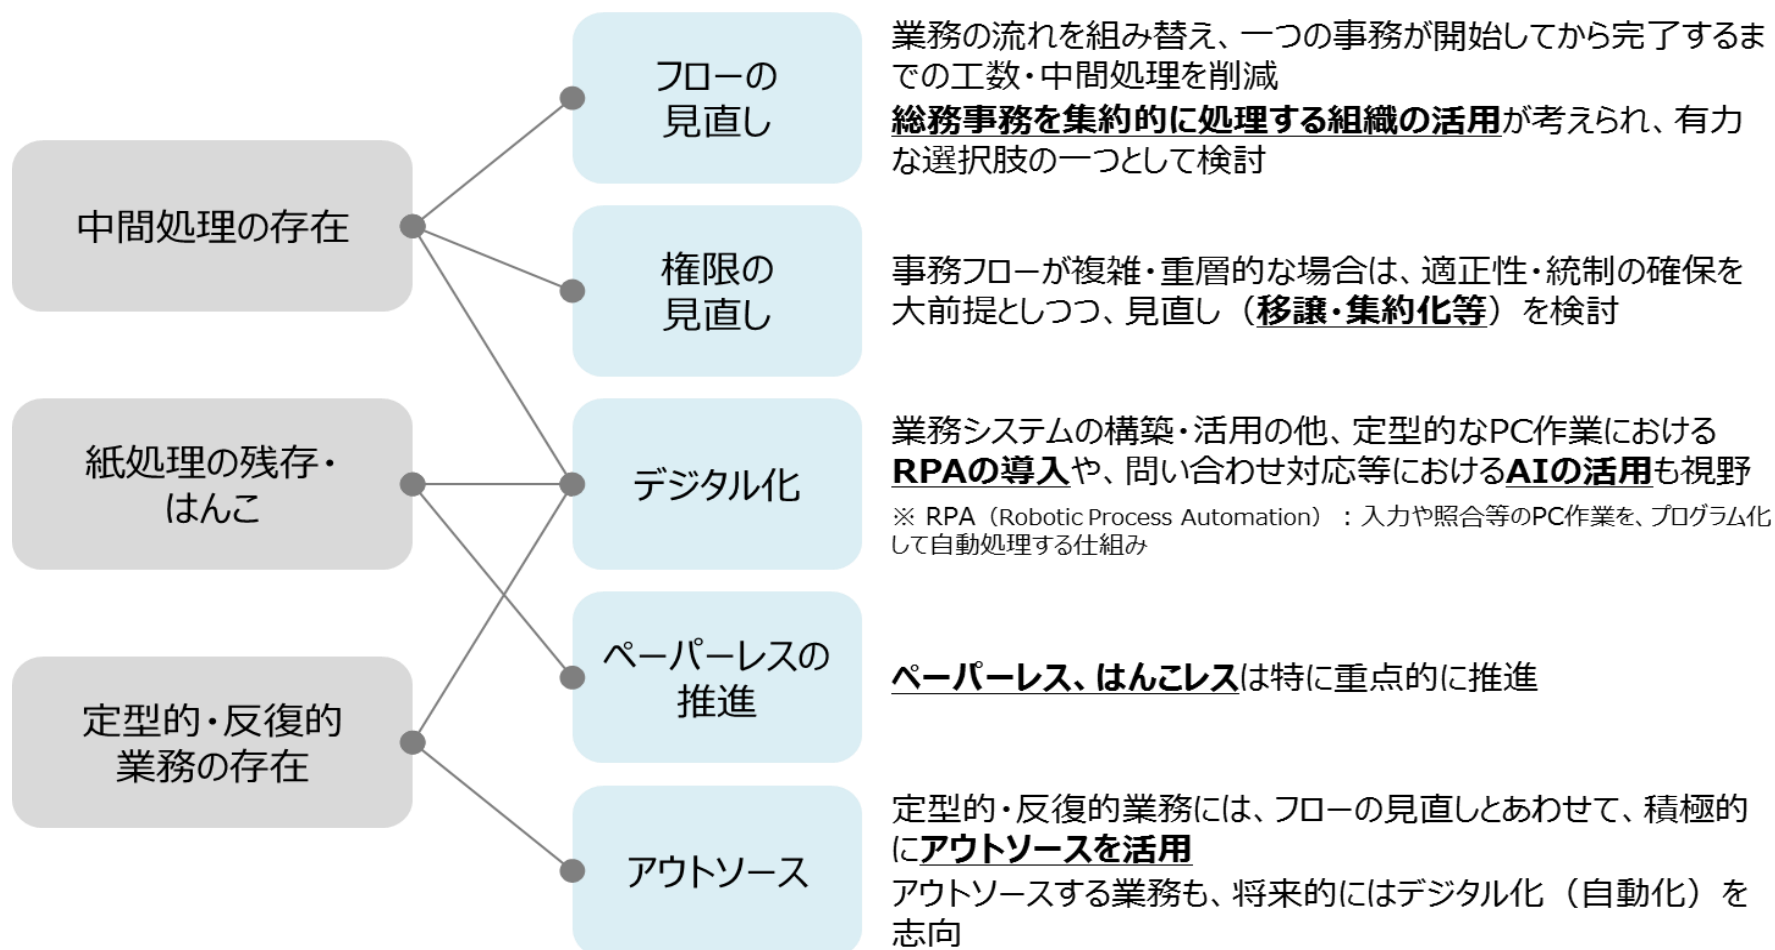 中間処理の存在
紙処理の残存・
はんこ
定型的・反復的
業務の存在
フローの
見直し
業務の流れを組み替え、一つの事務が開始してから完了するま
での工数・中間処理を削減
総務事務を集約的に処理する組織の活用が考えられ、有力
な選択肢の一つとして検討
権限の
見直し
事務フローが複雑・重層的な場合は、適正性・統制の確保を
大前提としつつ、見直し（移譲・集約化等）を検討
デジタル化
業務システムの構築・活用の他、定型的なPC作業における
RPAの導入や、問い合わせ対応等におけるAIの活用も視野
※ RPA（Robotic Process Automation）：入力や照合等のPC作業を、プログラム化
して自動処理する仕組み
ペーパーレスの
推進
ペーパーレス、はんこレスは特に重点的に推進
アウトソース
定型的・反復的業務には、フローの見直しとあわせて、積極的
にアウトソースを活用
アウトソースする業務も、将来的にはデジタル化（自動化）を
志向